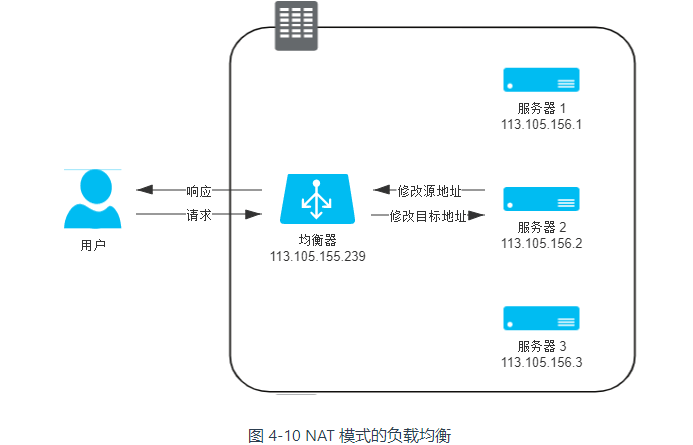 服务器 1
113.105.156.1
响应
修改源地址
请求
修改目标地址
用户
均衡器
113.105.155.239
服务器 2
113.105.156.2
服务器 3
113.105.156.3
图 4-10 NAT 模式的负载均衡